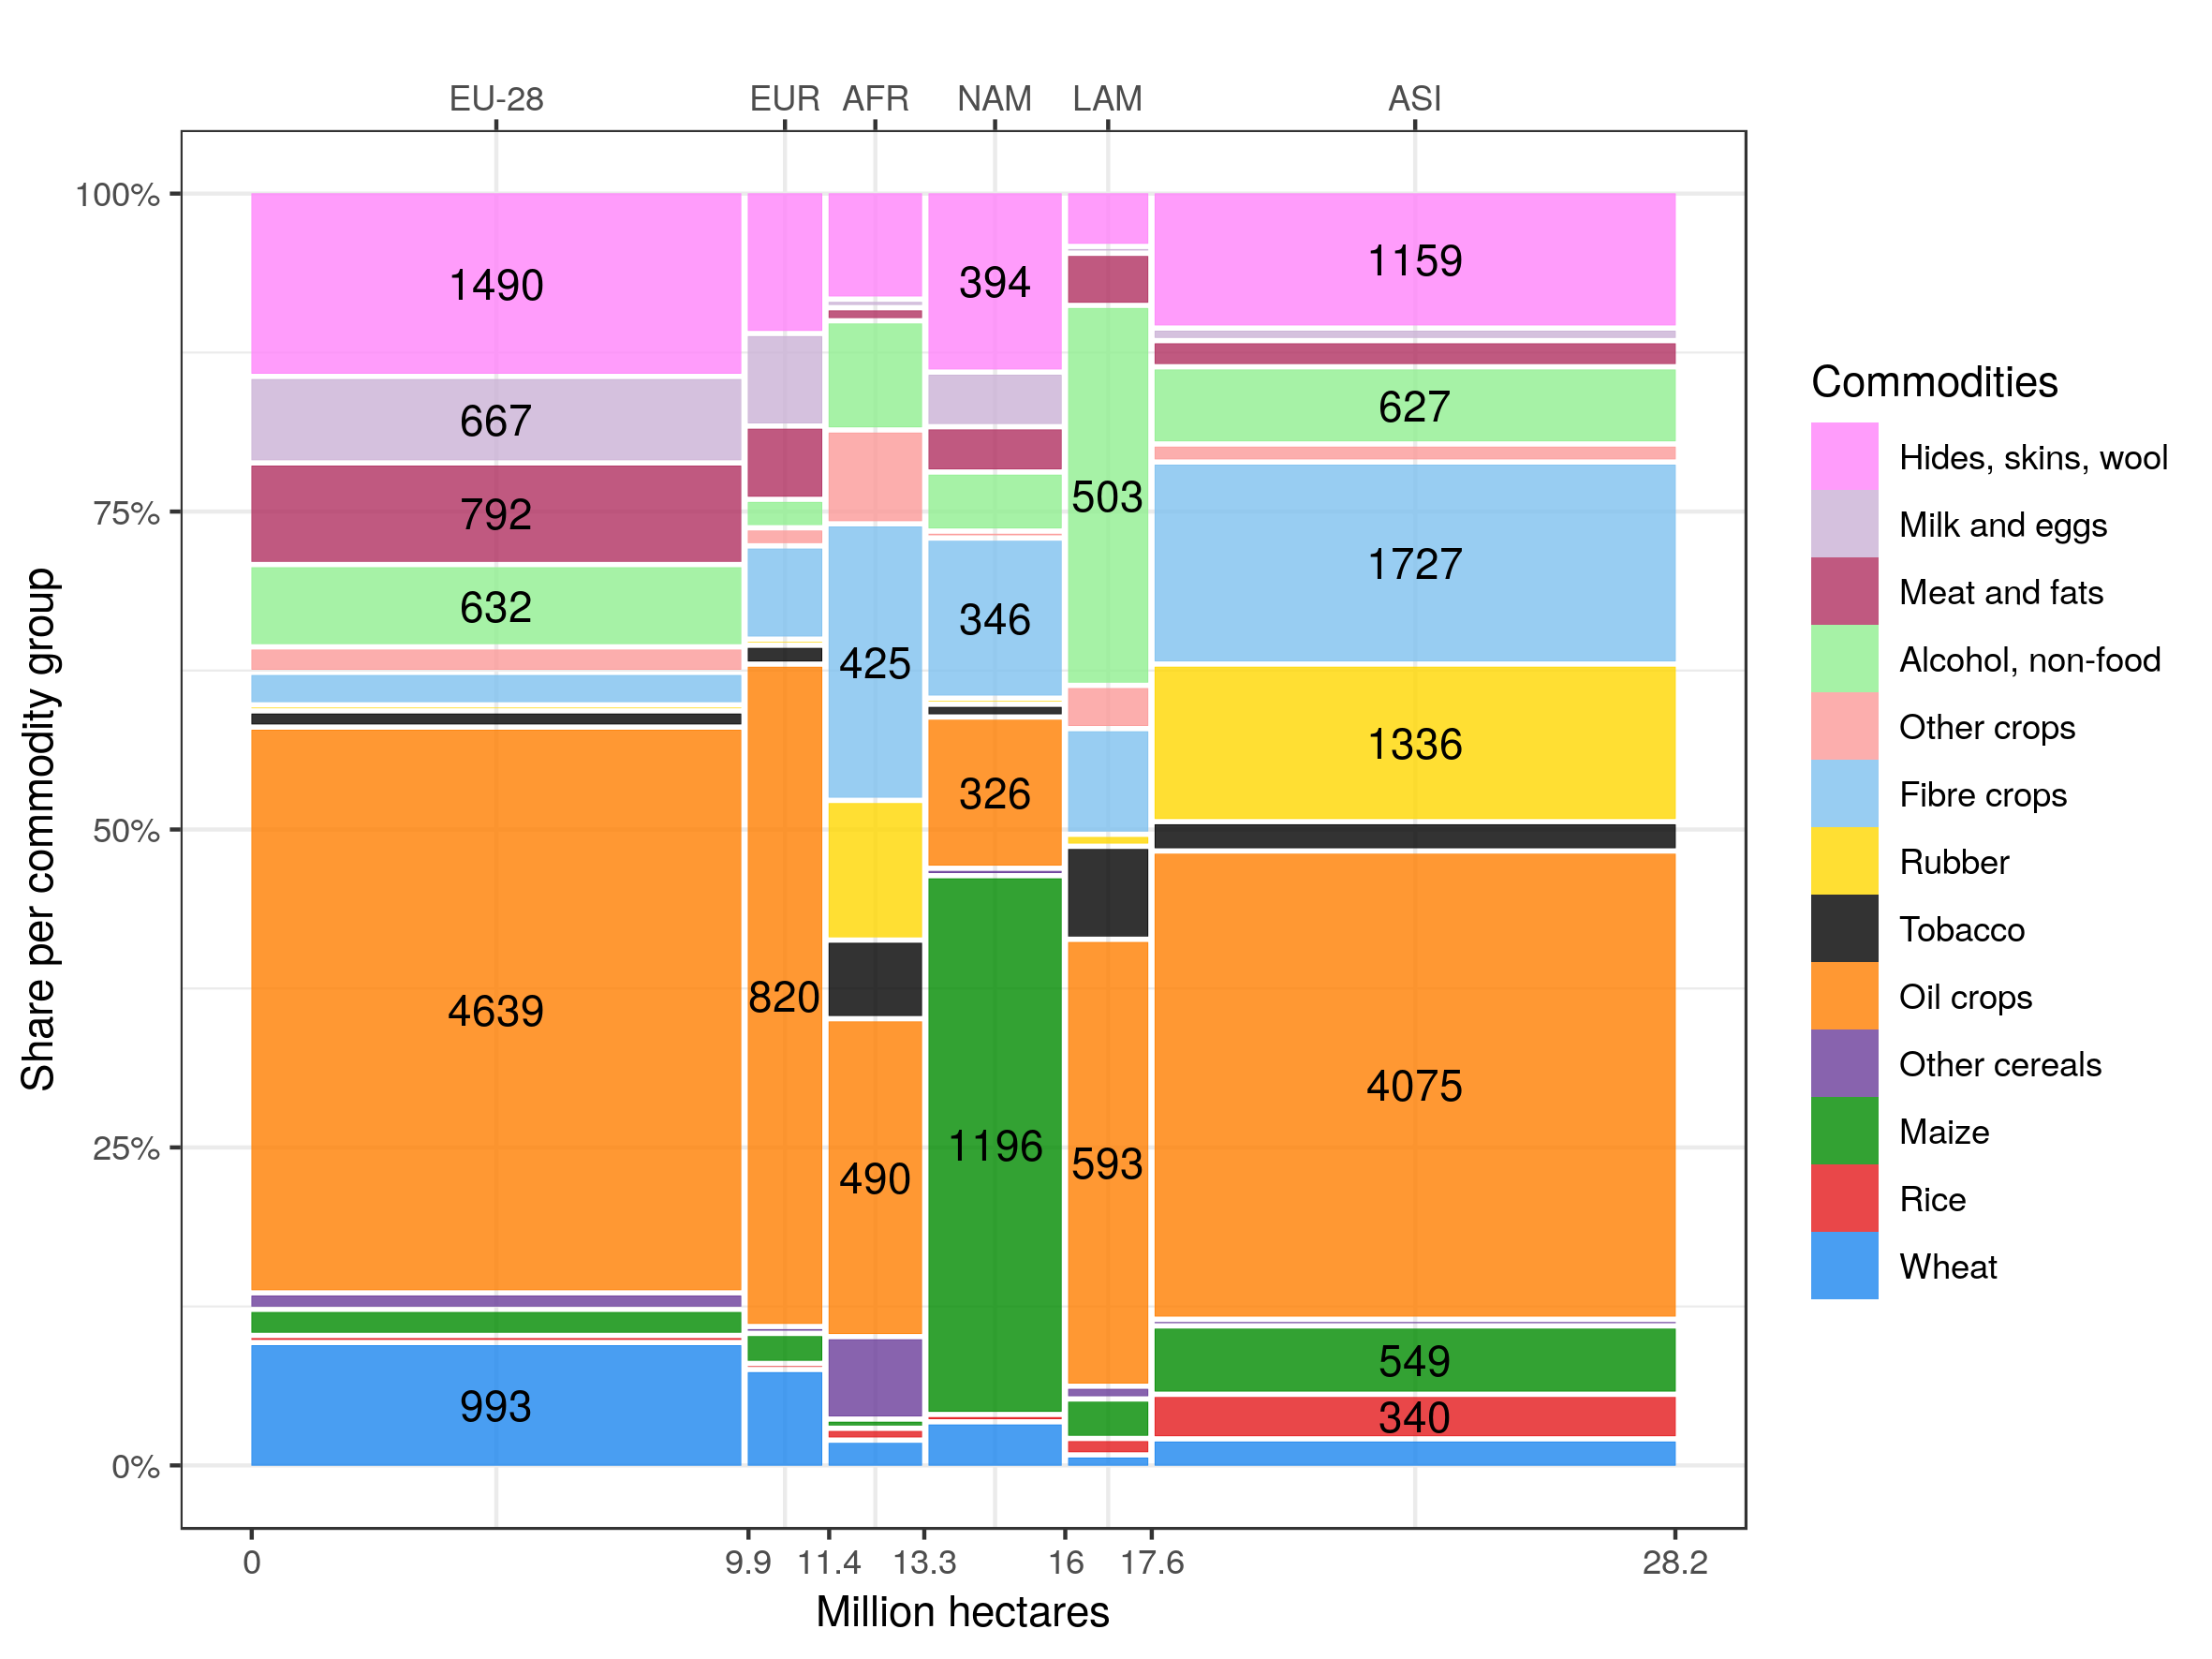 EU-28 EUR AFR NAM LAM ASI
100%
75%
50%
25%
0%
Share per commodity group
1490
667
792
632
4639
993
820
425
490
394
346
326
1196
503
593
1159
627
1727
1336
4075
549
340
0 9.9 11.4 13.3 16 17.6 28.2
Million hectares
Commodities
Hides, skins, wool
Milk and eggs
Meat and fats
Alcohol, non-food
Other crops
Fibre crops
Rubber
Tobacco
Oil crops
Other cereals
Maize
Rice
Wheat